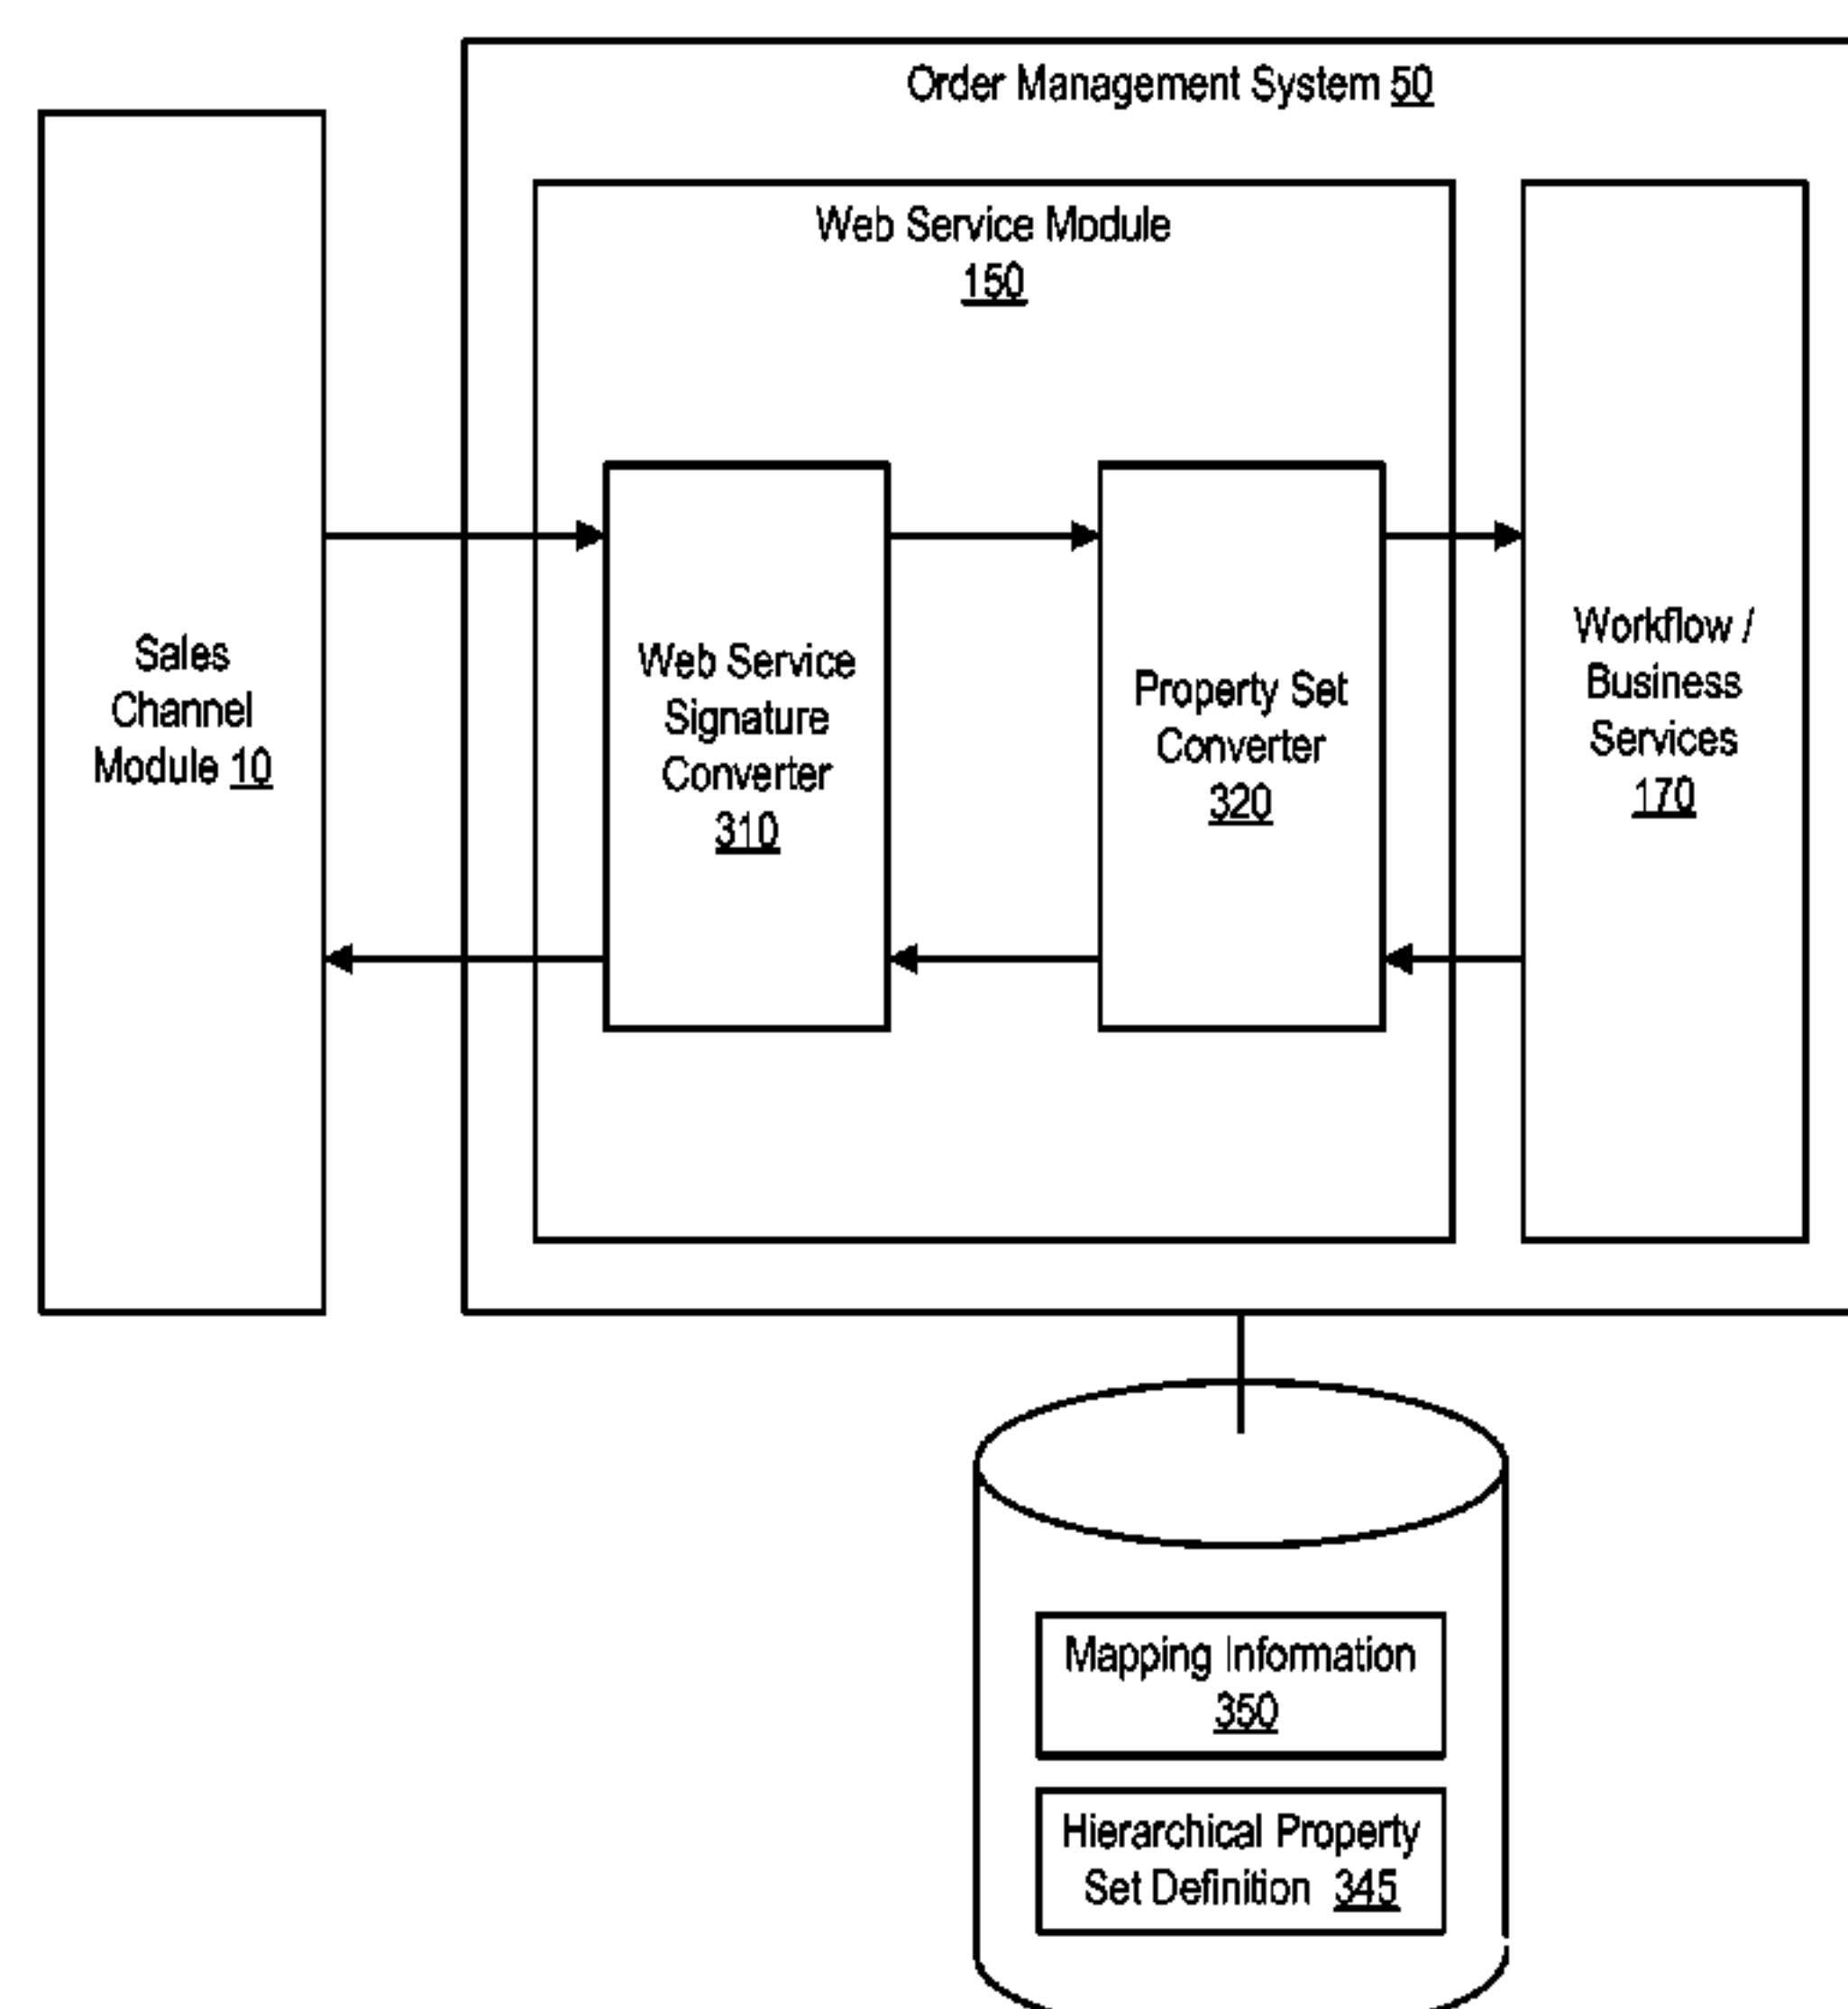 Order Management System 50
Web Service Module
150
Sales
Channel
Module 10
Web Service
Signature
Converter
310
Property Set
Converter
320
Workflow /
Business
Services
170
Mapping Information
350
Hierarchical Property
Set Definition 345